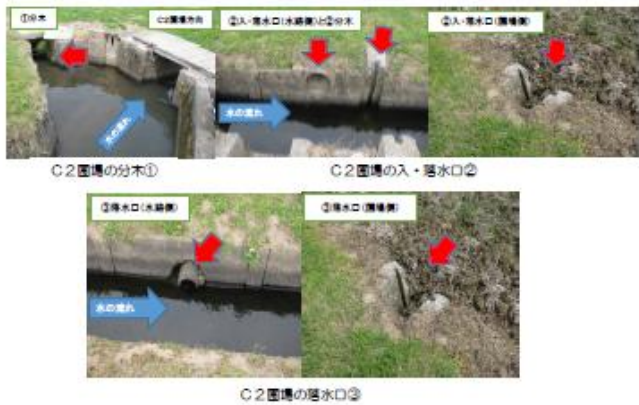 ①分木
C2圃場方向
水の流れ
②入・落水口(水路側)と②分木
水の流れ
②入・落水口(圃場側)
C2圃場の分木①
C2圃場の入・落水口②
③落水口(水路側)
水の流れ
③落水口(圃場側)
C2圃場の落水口③